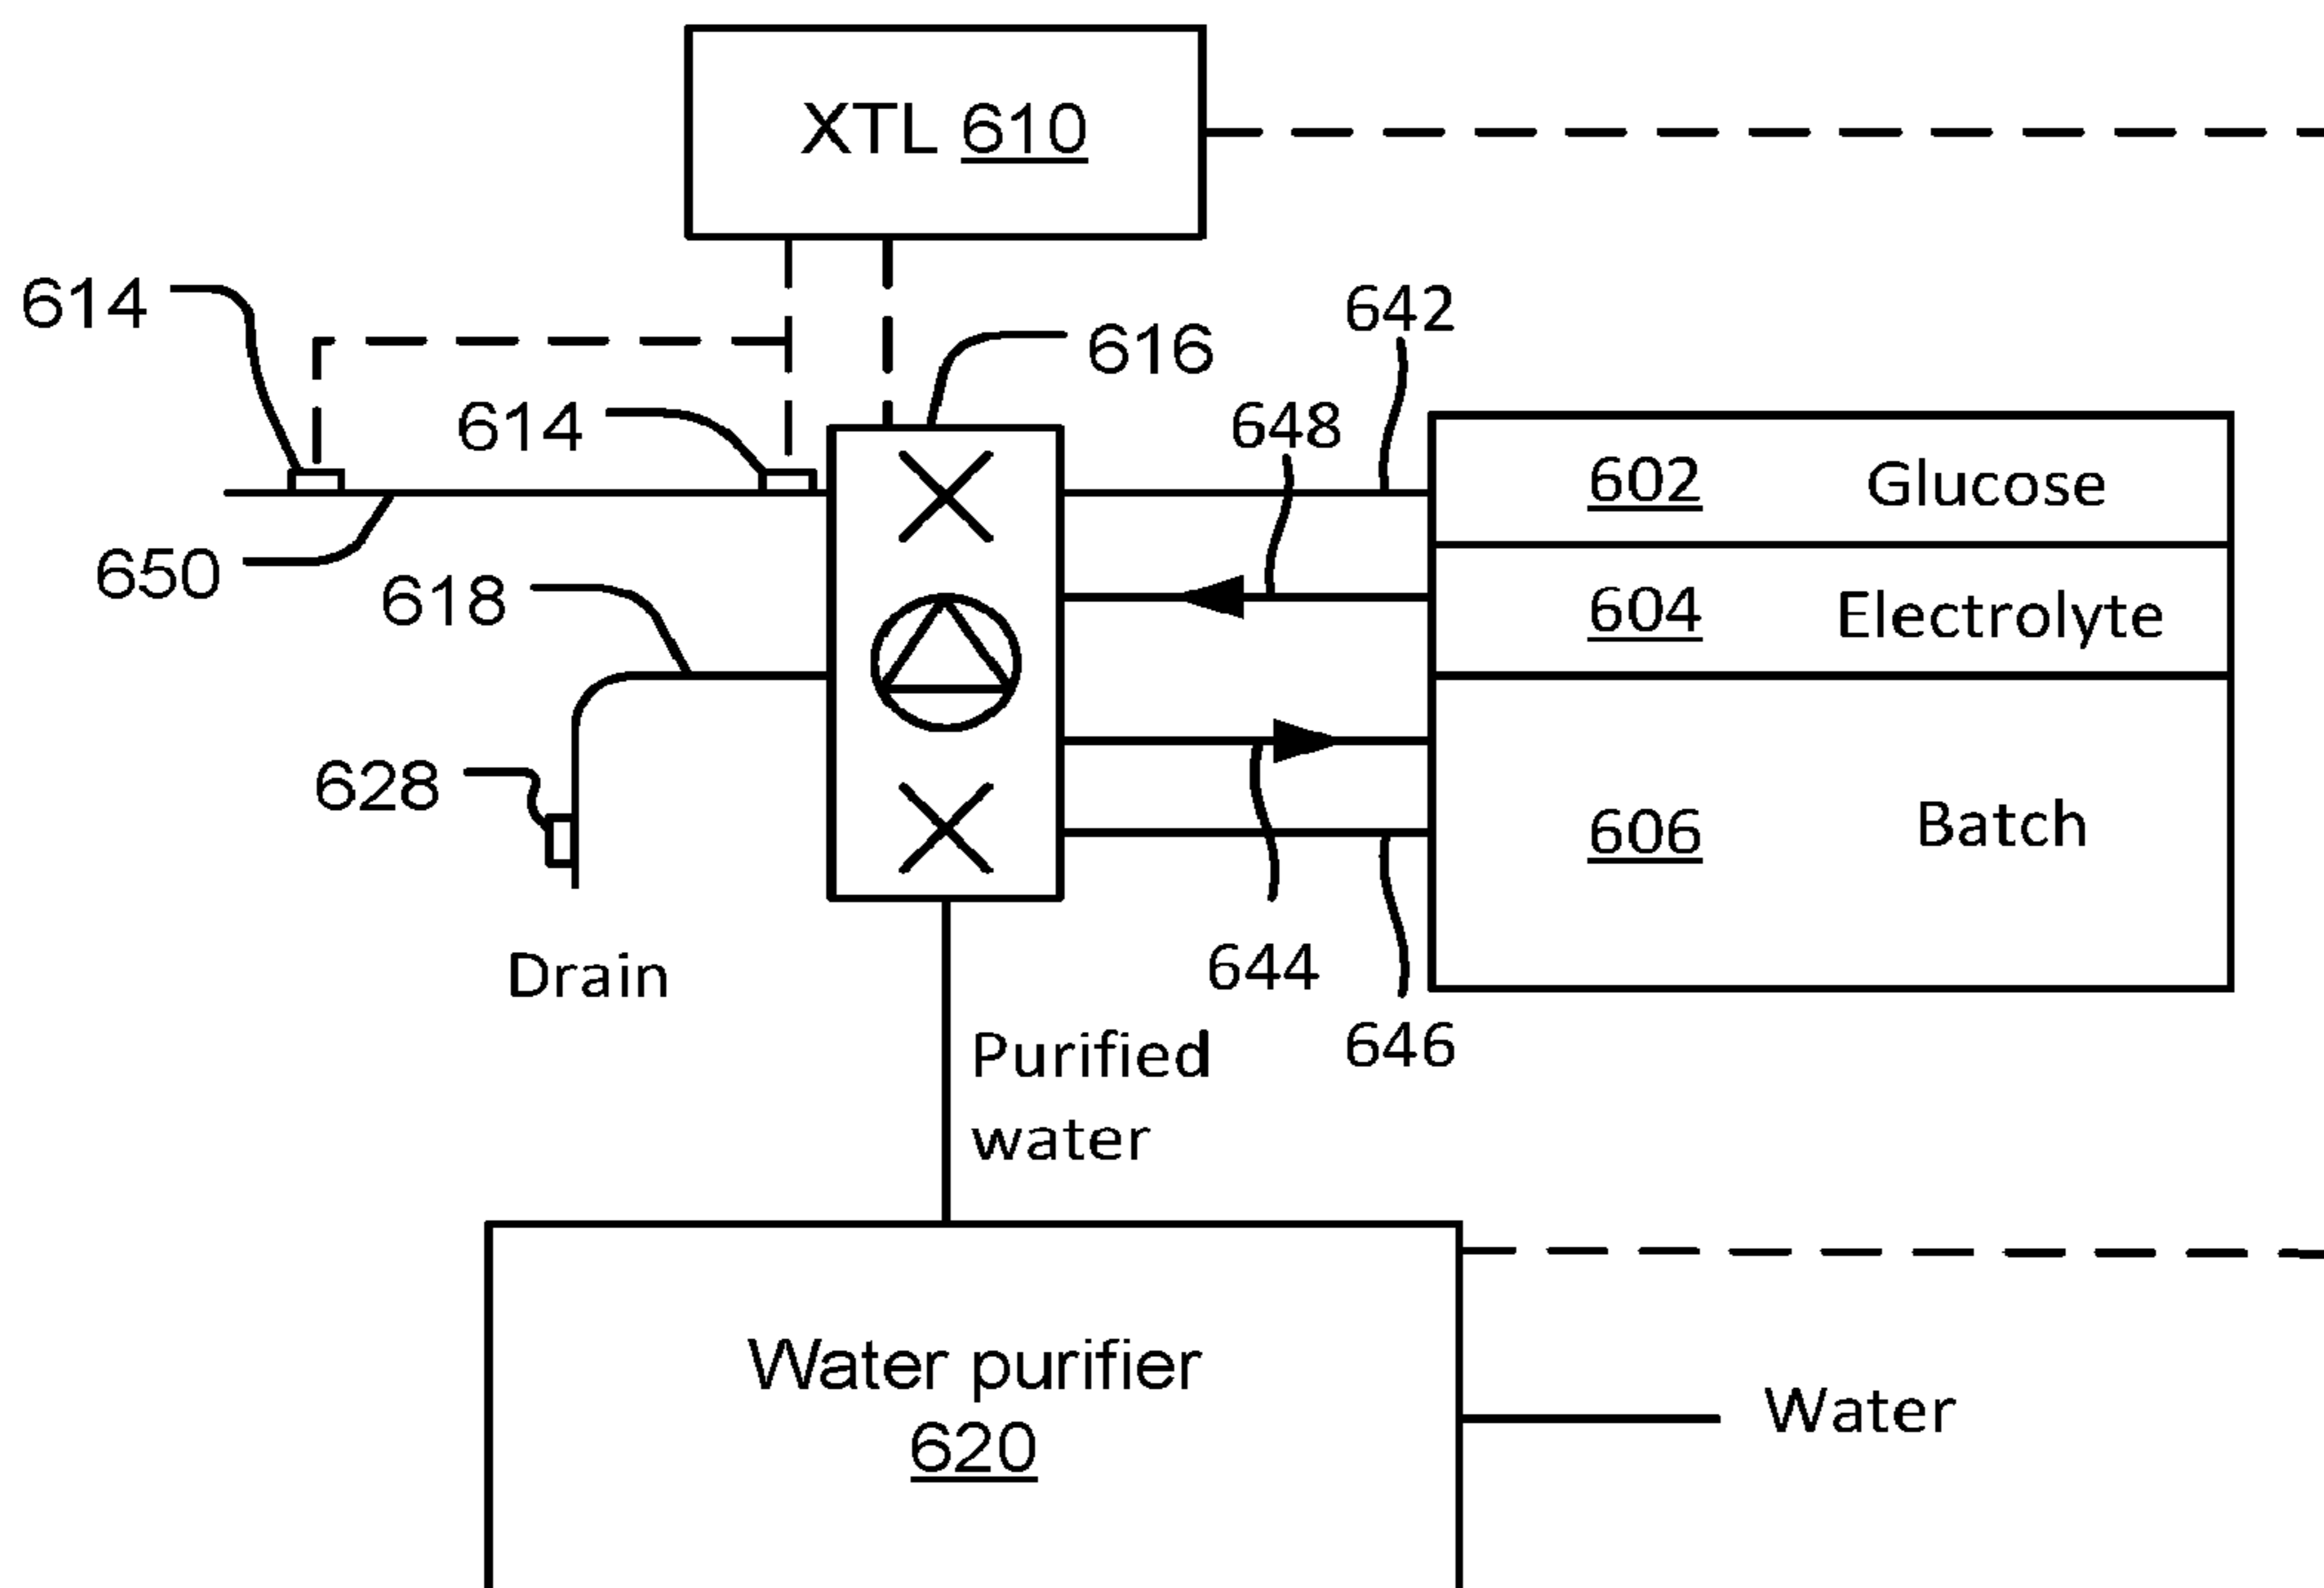 XTL 610
614
616
642
614
648
602 Glucose
650
618
604 Electrolyte
628
606 Batch
Drain
644
646
Purified
water
Water purifier
620
Water